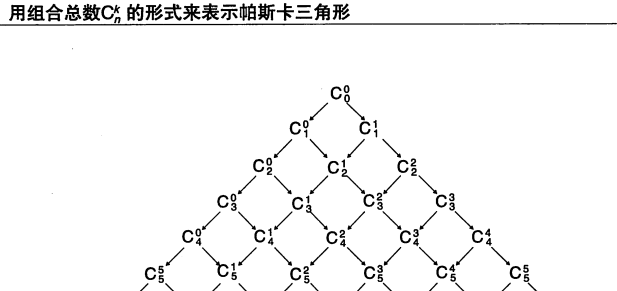 用组合总数Cₙᵏ的形式来表示帕斯卡三角形
C₀⁰
C₁⁰ C₁¹
C₂⁰ C₂¹ C₂²
C₃⁰ C₃¹ C₃² C₃³
C₄⁰ C₄¹ C₄² C₄³ C₄⁴
C₅⁵ C₅¹ C₅² C₅³ C₅⁴ C₅⁵